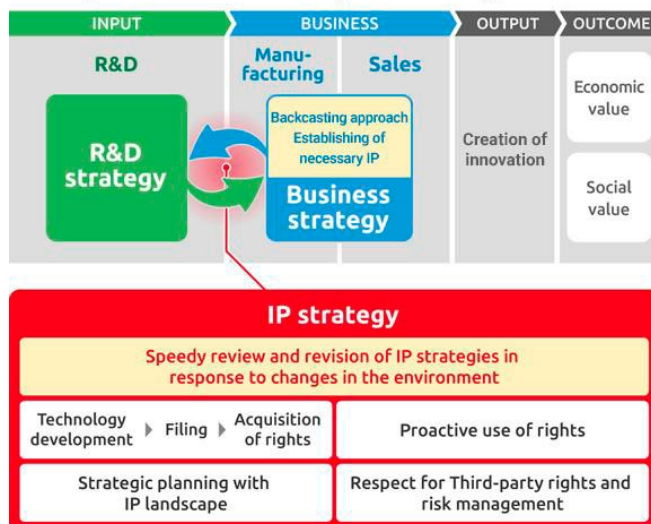 INPUT
BUSINESS
OUTPUT
OUTCOME
R&D
Manu-
facturing
Sales
R&D
strategy
Backcasting approach
Establishing of
necessary IP
Business
strategy
Creation of
innovation
Economic
value
Social
value
IP strategy
Speedy review and revision of IP strategies in
response to changes in the environment
Technology
development
Filing
Acquisition
of rights
Proactive use of rights
Strategic planning with
IP landscape
Respect for Third-party rights and
risk management